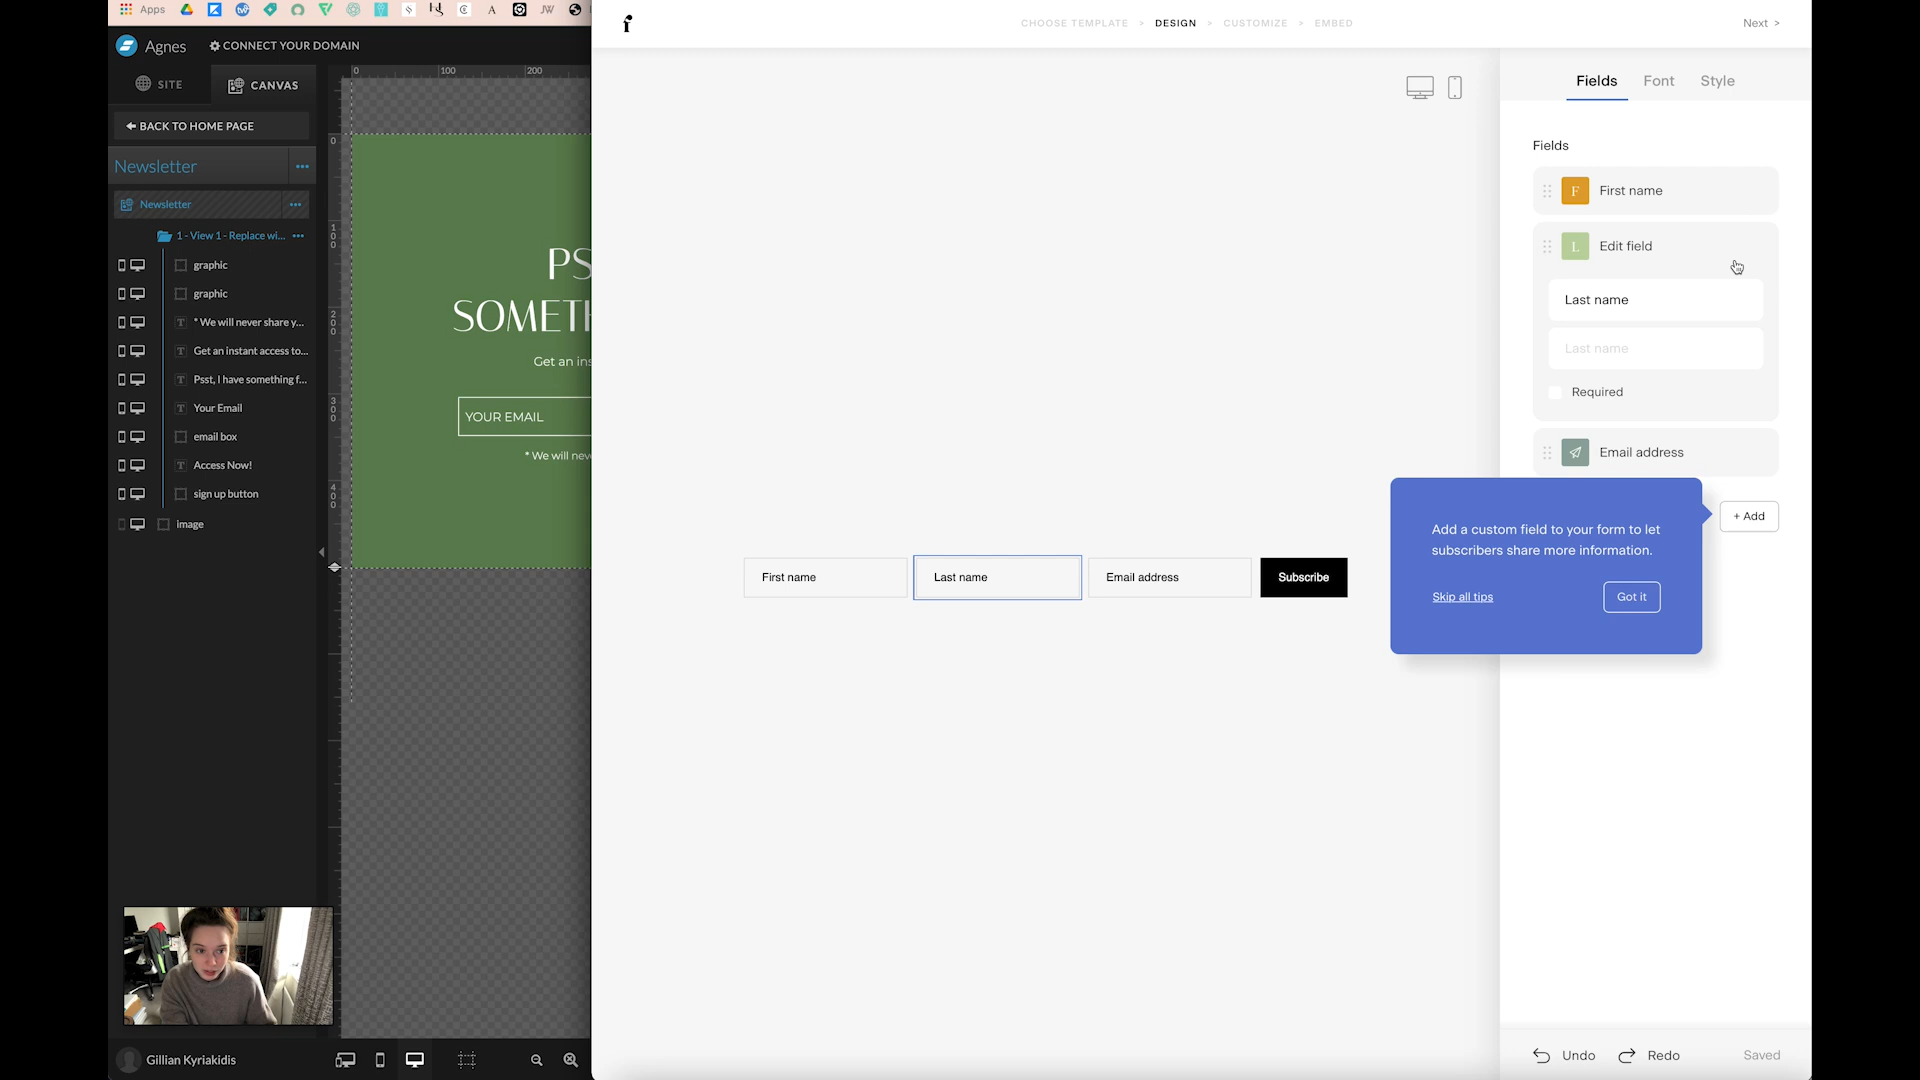 Apps
Agnes
CONNECT YOUR DOMAIN
SITE
CANVAS
BACK TO HOME PAGE
Newsletter
Newsletter
1 - View 1 - Replace wi...
graphic
graphic
* We will never share y...
Get an instant access to...
Psst, I have something f...
Your Email
email box
Access Now!
sign up button
image
Gillian Kyriakidis
0
100
200
0
100
200
300
400
PS
SOMETH
Get an ins
YOUR EMAIL
* We will nev
CHOOSE TEMPLATE > DESIGN > CUSTOMIZE > EMBED
Next >
First name
Last name
Email address
Subscribe
Fields
Font
Style
Fields
F First name
L Edit field
Last name
Last name
Required
Email address
+ Add
Add a custom field to your form to let
subscribers share more information.
Skip all tips
Got it
Undo
Redo
Saved